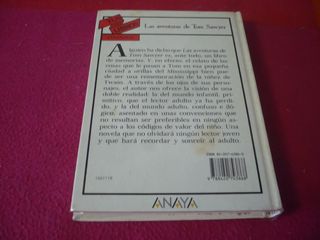 Las aventuras de Tom Sawyer
Alguien ha dicho que Las aventuras de
Tom Sawyer es, ante todo, un libro
de memorias. Y, en efecto, el relato de las
cosas que le pasan a Tom en esa pequeña
ciudad a orillas del Mississippi bien pue-
de ser una rememoración de la niñez de
Twain. A través de los ojos de sus perso-
najes, el autor nos ofrece la visión de una
doble realidad: la del mundo infantil, pri-
mitivo, que el lector adulto ya ha perdi-
do, y la del mundo adulto, confuso e iló-
gico, asentado en unas convenciones que
no resultan ser preferibles en ningún as-
pecto a los códigos de valor del niño. Una
novela que no olvidará ningún lector joven
y que hará recordar y sonreír al adulto.
ANAYA